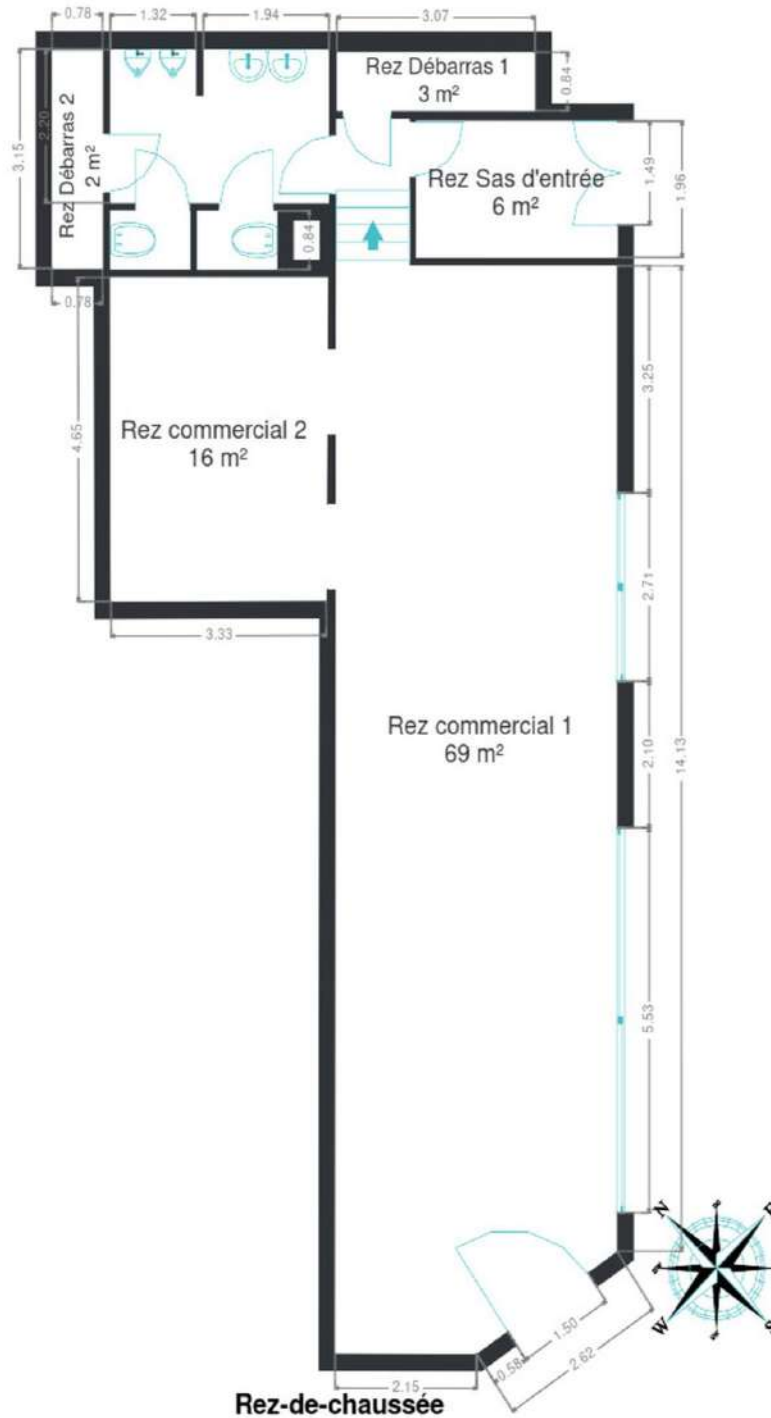 0.78
1.32
1.94
3.07
Rez Débarras 1
3 m²
0.84
3.15
2.20
Rez Débarras 2
2 m²
Rez Sas d'entrée
6 m²
1.49
1.96
0.84
0.78
4.65
Rez commercial 2
16 m²
3.33
3.25
2.71
Rez commercial 1
69 m²
2.10
14.13
5.53
N
W
1.50
0.58
2.62
2.15
Rez-de-chaussée